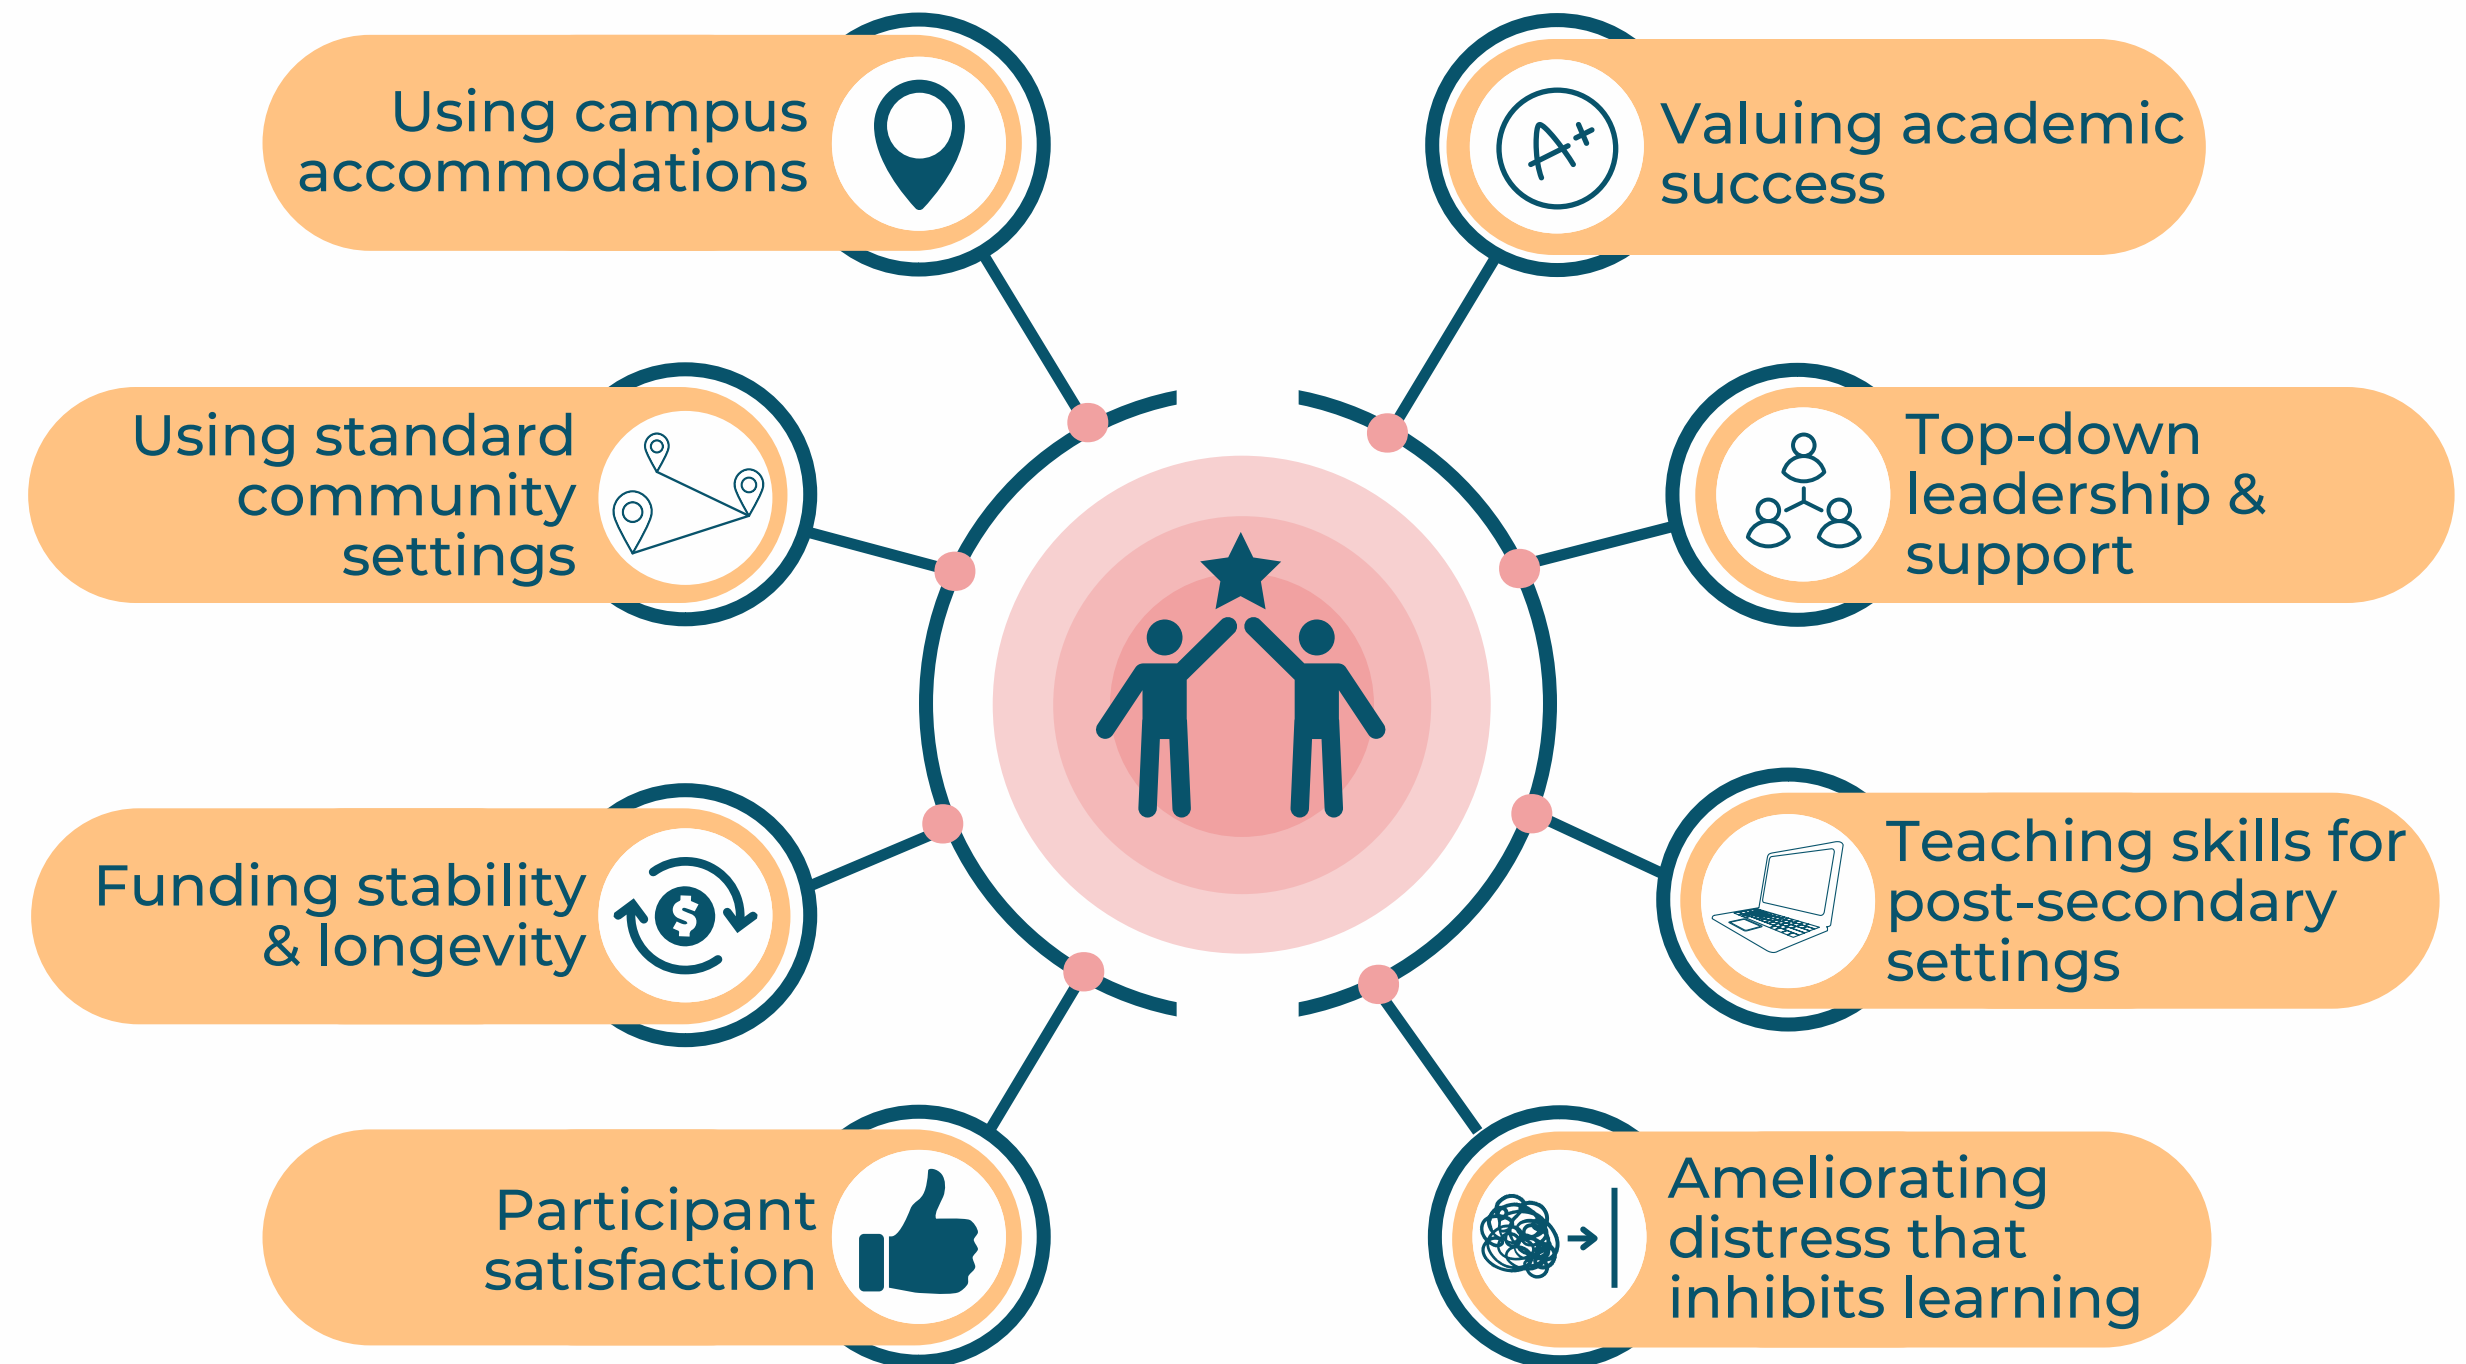 Using campus
accommodations
Valuing academic
success
Using standard
community
settings
Top-down
leadership &
support
Funding stability
& longevity
Teaching skills for
post-secondary
settings
Participant
satisfaction
Ameliorating
distress that
inhibits learning
A+
$